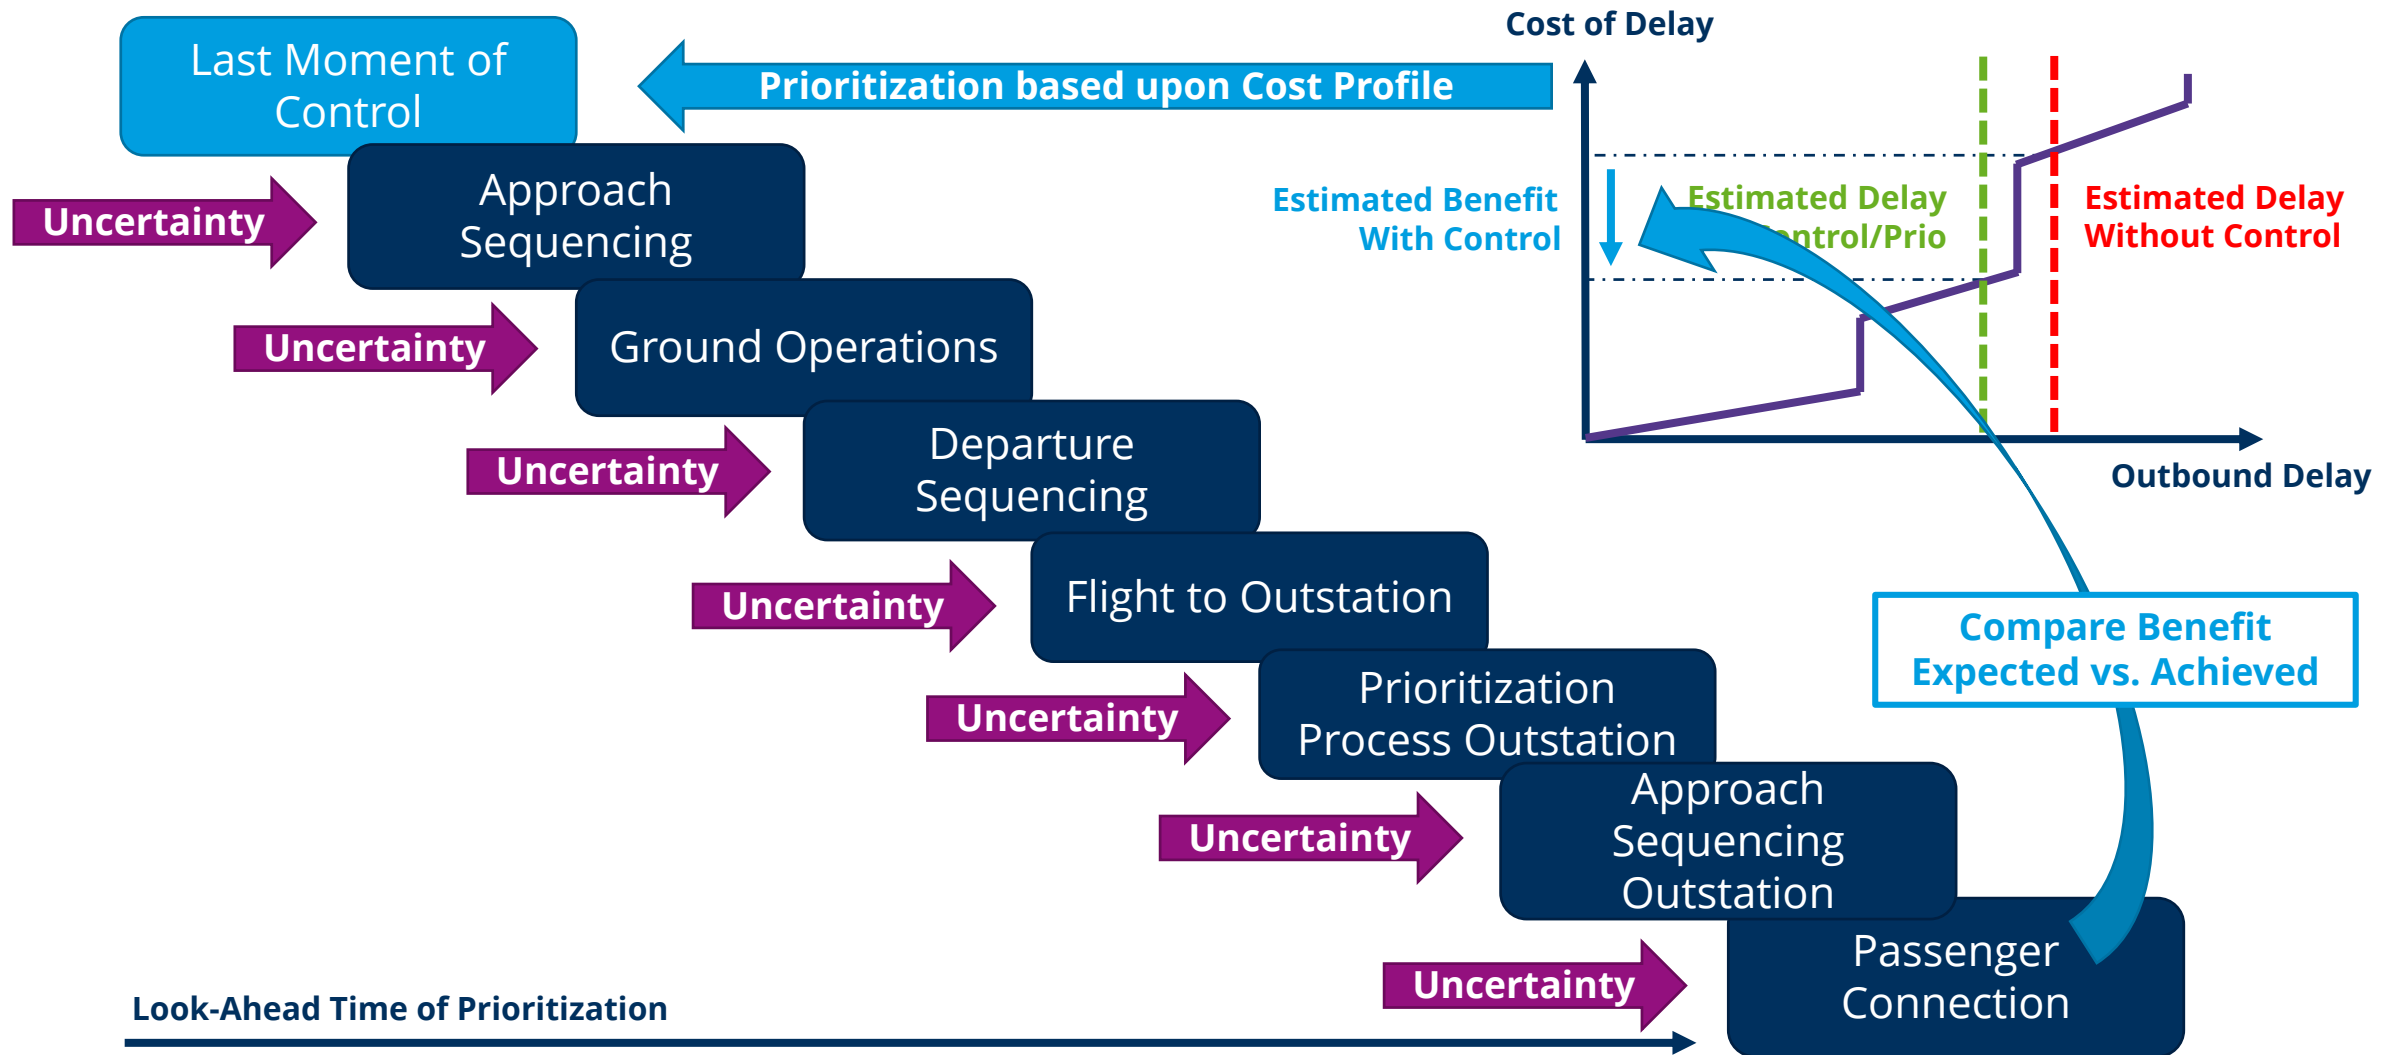 Cost of Delay
Last Moment of
Control
Prioritization based upon Cost Profile
Approach
Sequencing
Uncertainty
Estimated Benefit
With Control
Estimated Delay
ontrol/Prio
Estimated Delay
Without Control
Ground Operations
Uncertainty
Departure
Sequencing
Uncertainty
Outbound Delay
Flight to Outstation
Uncertainty
Compare Benefit
Expected vs. Achieved
Prioritization
Process Outstation
Uncertainty
Approach
Sequencing
Outstation
Uncertainty
Passenger
Connection
Uncertainty
Look-Ahead Time of Prioritization